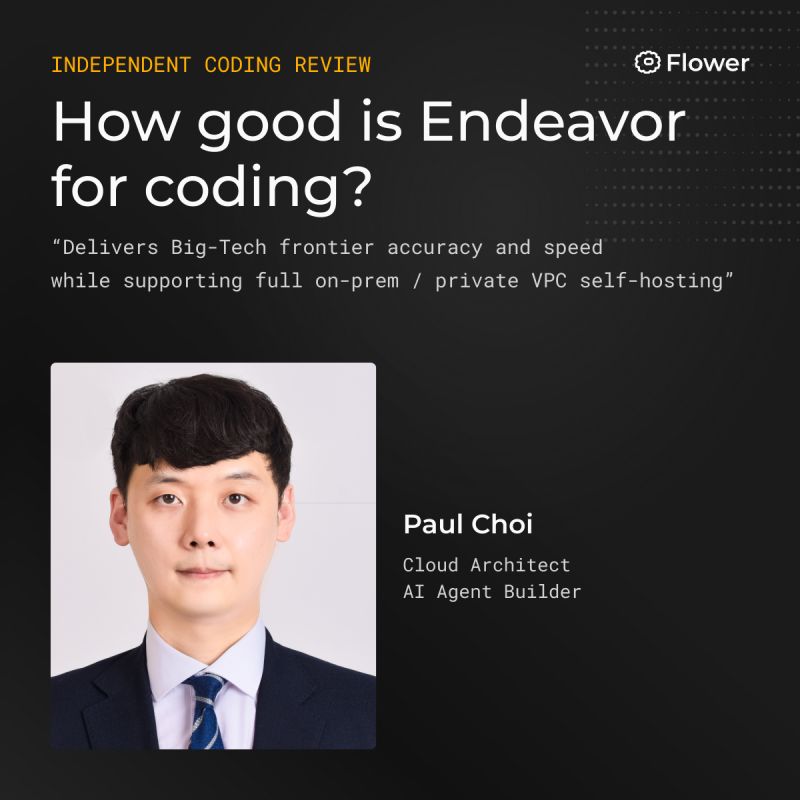 INDEPENDENT CODING REVIEW
Flower
How good is Endeavor
for coding?
“Delivers Big-Tech frontier accuracy and speed
while supporting full on-prem / private VPC self-hosting”
Paul Choi
Cloud Architect
AI Agent Builder